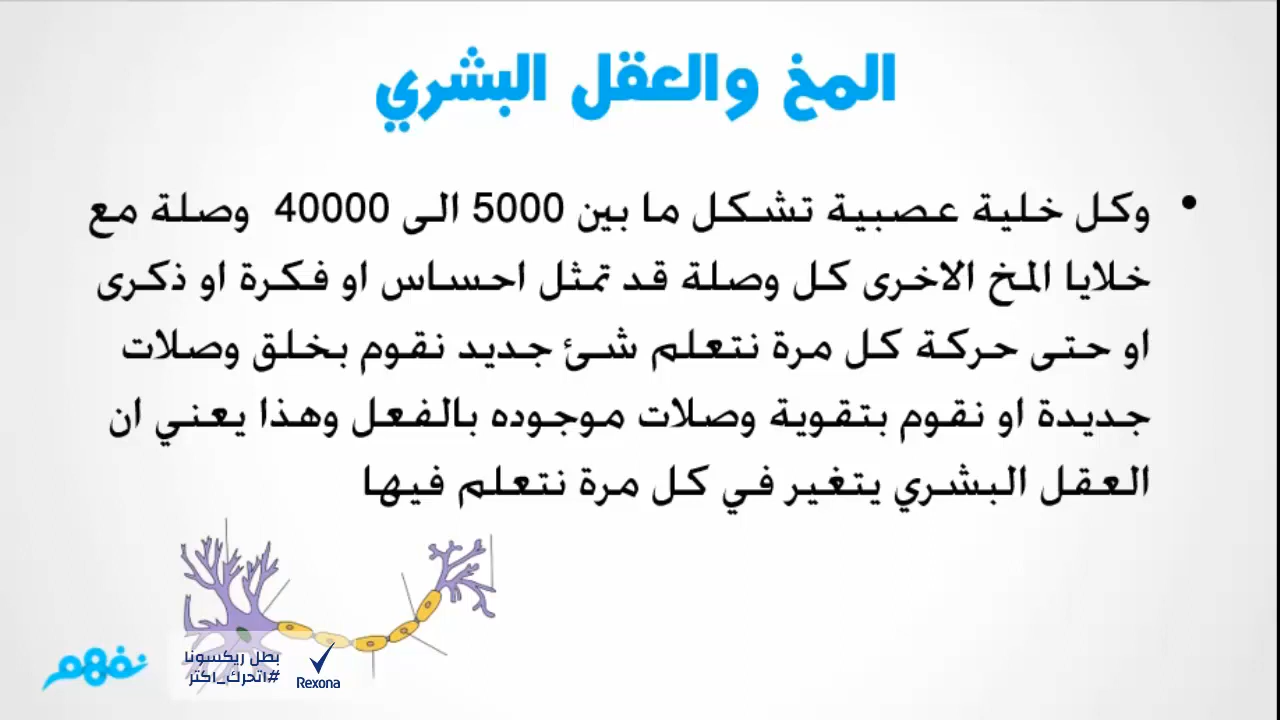 المخ والعقل البشري
• وكل خلية عصبية تشكل ما بين 5000 الى 40000 وصلة مع
خلايا المخ الاخرى كل وصلة قد تمثل احساس او فكرة او ذكرى
او حتى حركة كل مرة نتعلم شئ جديد نقوم بخلق وصلات
جديدة او نقوم بتقوية وصلات موجوده بالفعل وهذا يعني ان
العقل البشري يتغير في كل مرة نتعلم فيها
نفهم
بطل ريكسونا
#اتحرك_اكتر
Rexona